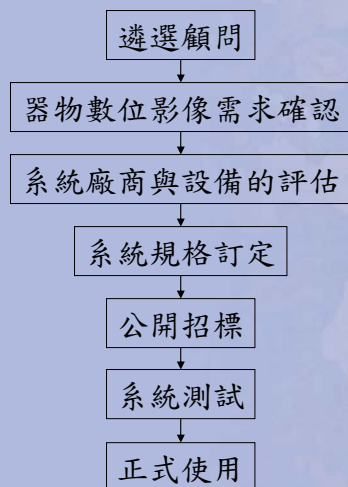 遴選顧問
器物數位影像需求確認
系統廠商與設備的評估
系統規格訂定
公開招標
系統測試
正式使用